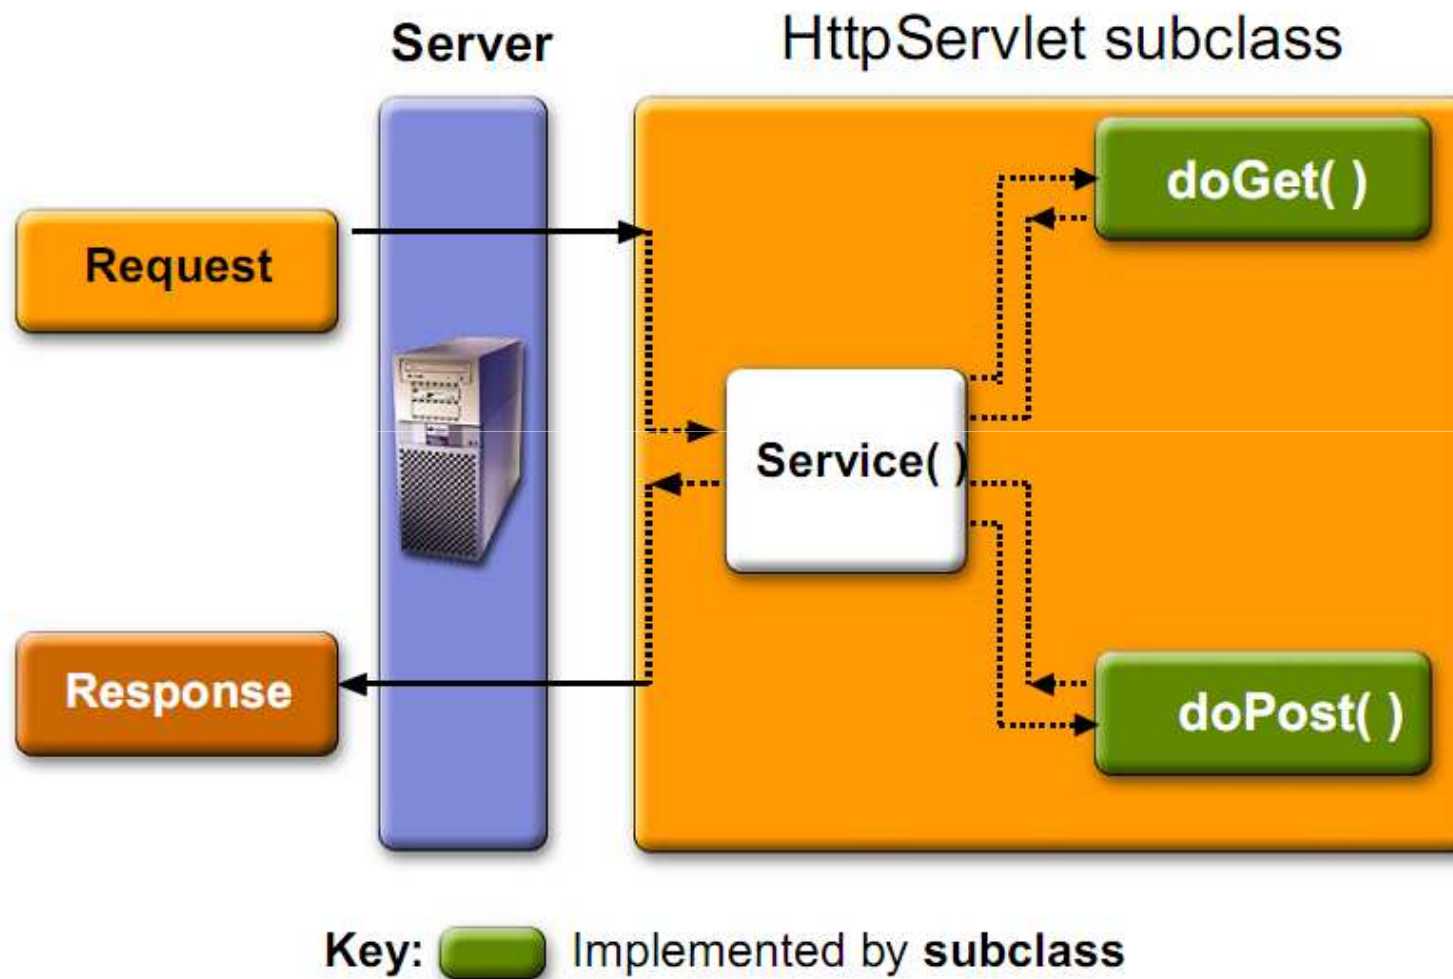 Server
HttpServlet subclass
Request
doGet( )
Service( )
Response
doPost( )
Key: Implemented by subclass